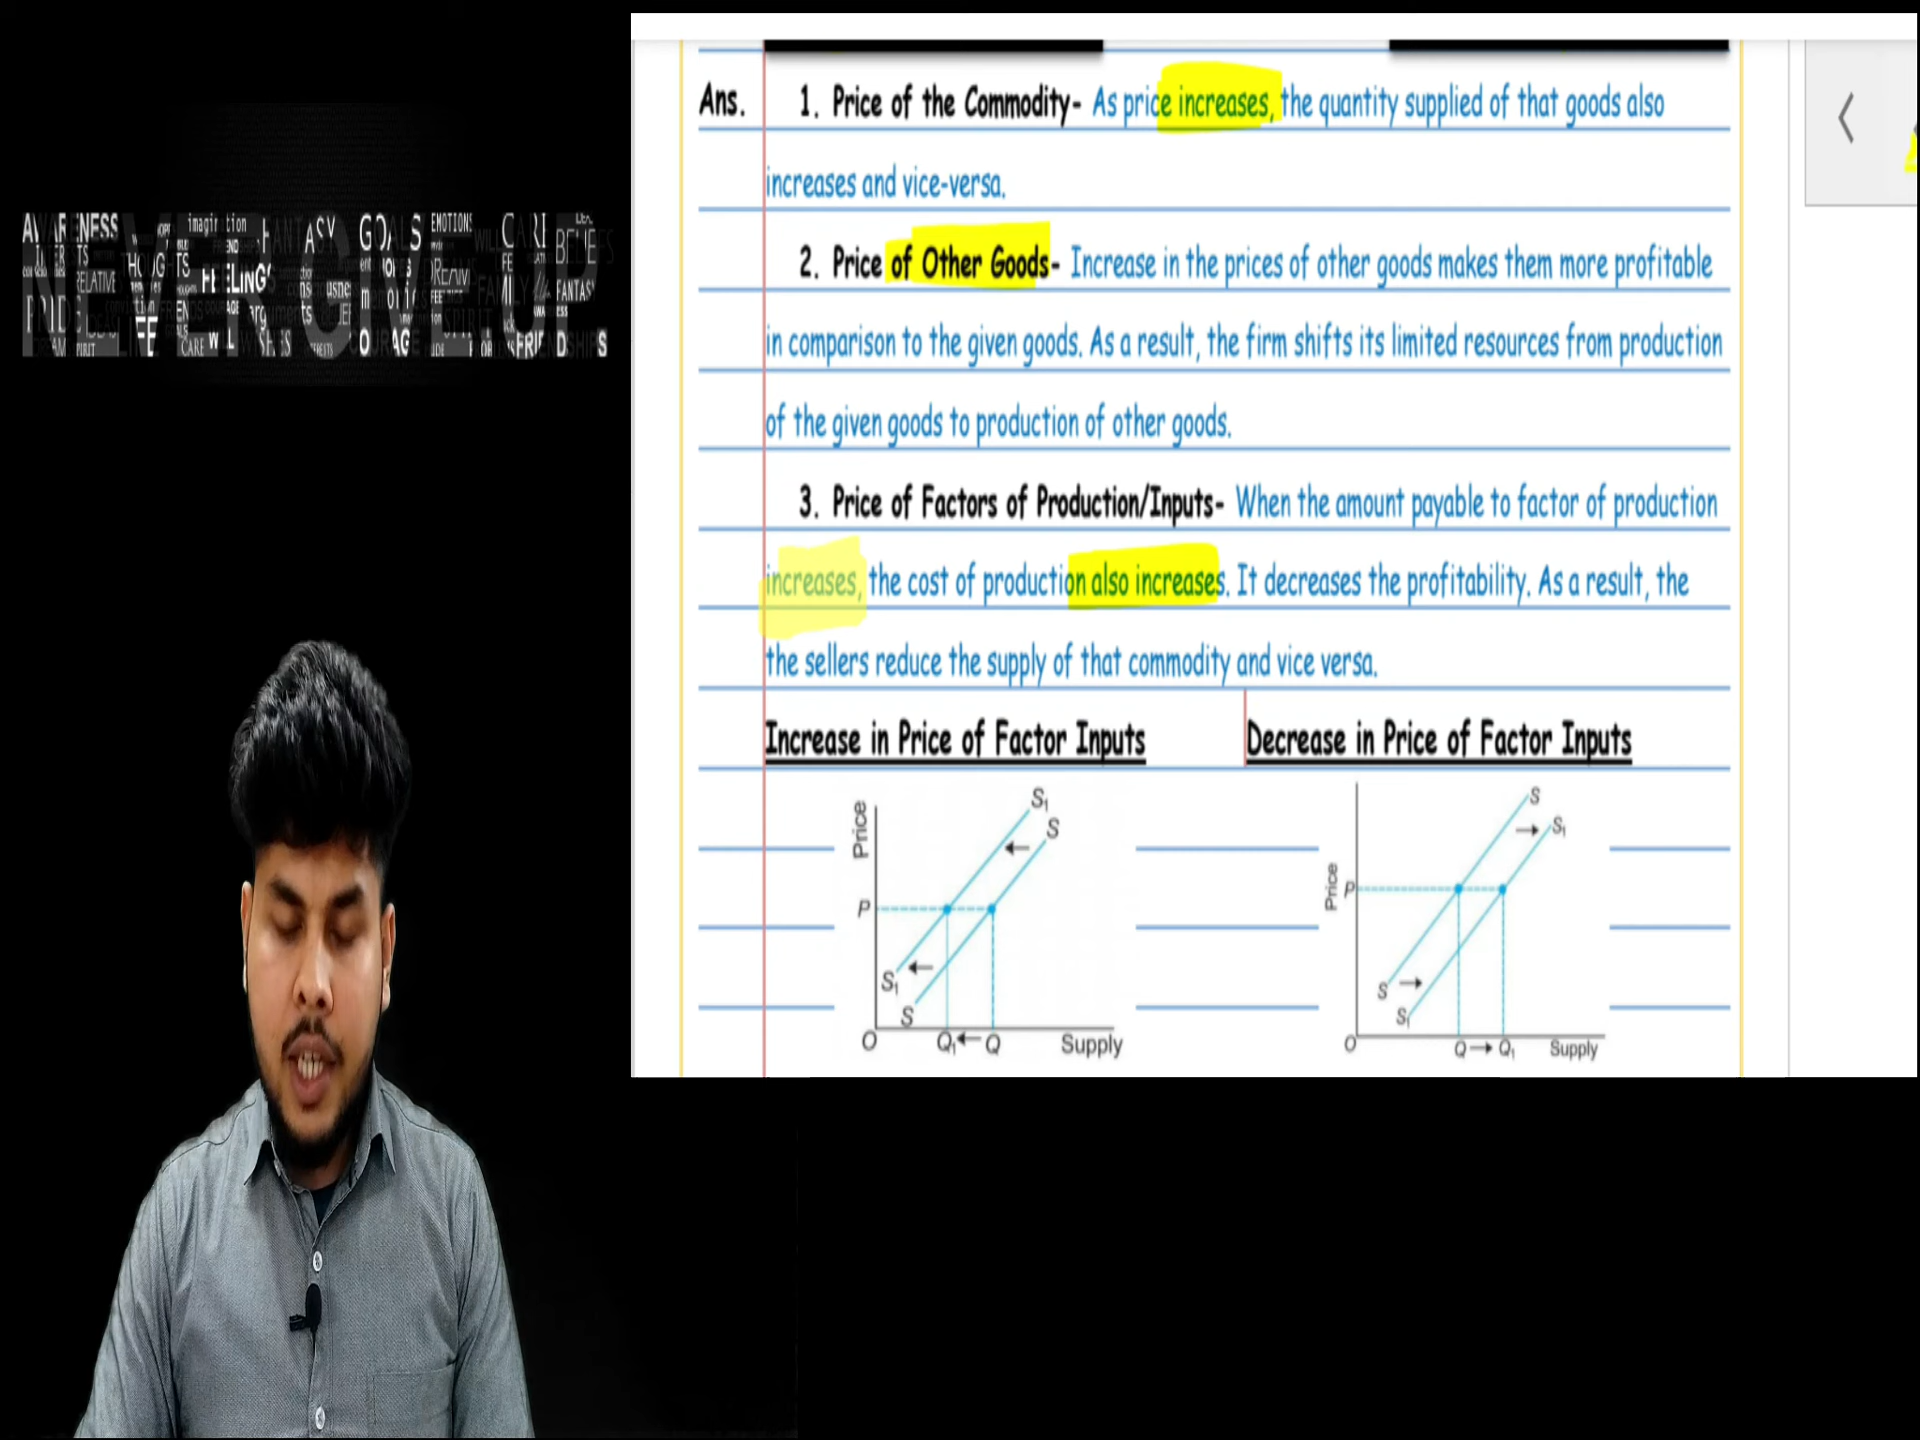 NEVER GIVE UP
Ans. 1. Price of the Commodity- As price increases, the quantity supplied of that goods also
increases and vice-versa.
2. Price of Other Goods- Increase in the prices of other goods makes them more profitable
in comparison to the given goods. As a result, the firm shifts its limited resources from production
of the given goods to production of other goods.
3. Price of Factors of Production/Inputs- When the amount payable to factor of production
increases, the cost of production also increases. It decreases the profitability. As a result, the
the sellers reduce the supply of that commodity and vice versa.
Increase in Price of Factor Inputs
Price
S₁
S
P
S₁
S
O
Q₁ ← Q
Supply
Decrease in Price of Factor Inputs
Price
S
S₁
P
S
S₁
O
Q → Q₁
Supply